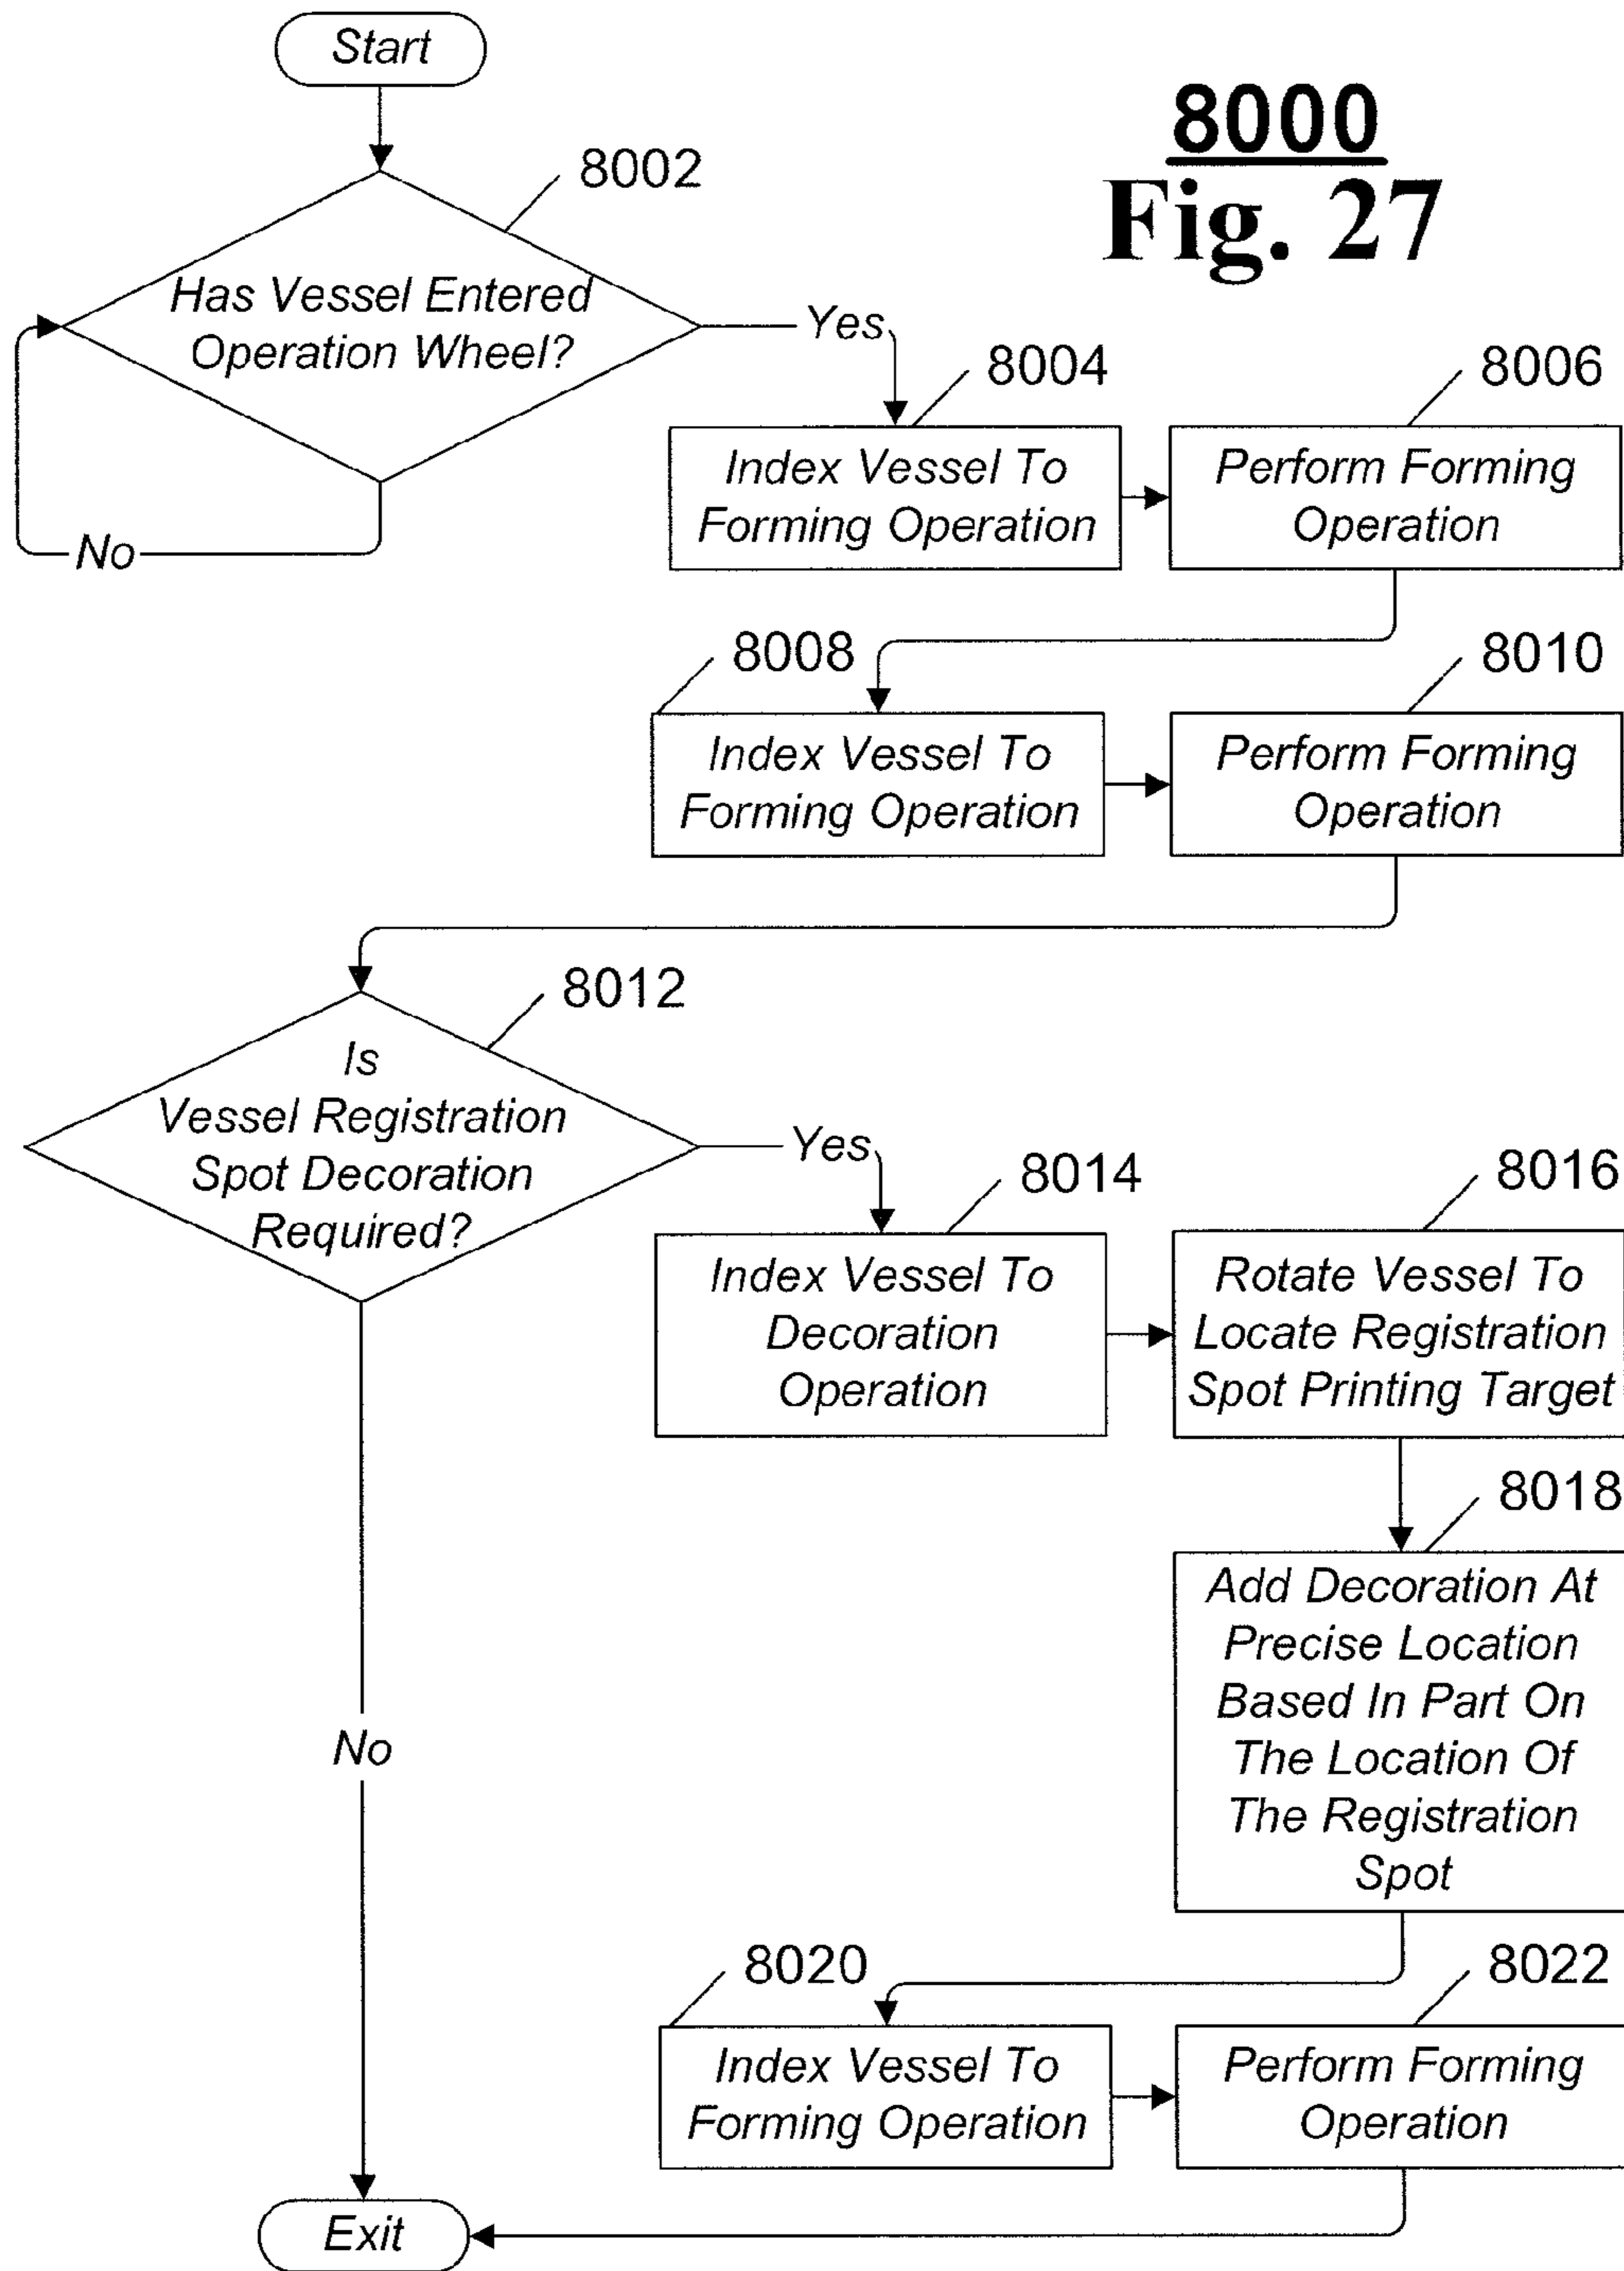 Start
8000
Fig. 27
8002
Has Vessel Entered
Operation Wheel?
Yes
No
8004
Index Vessel To
Forming Operation
8006
Perform Forming
Operation
8008
Index Vessel To
Forming Operation
8010
Perform Forming
Operation
8012
Is
Vessel Registration
Spot Decoration
Required?
Yes
No
8014
Index Vessel To
Decoration
Operation
8016
Rotate Vessel To
Locate Registration
Spot Printing Target
8018
Add Decoration At
Precise Location
Based In Part On
The Location Of
The Registration
Spot
8020
Index Vessel To
Forming Operation
8022
Perform Forming
Operation
Exit